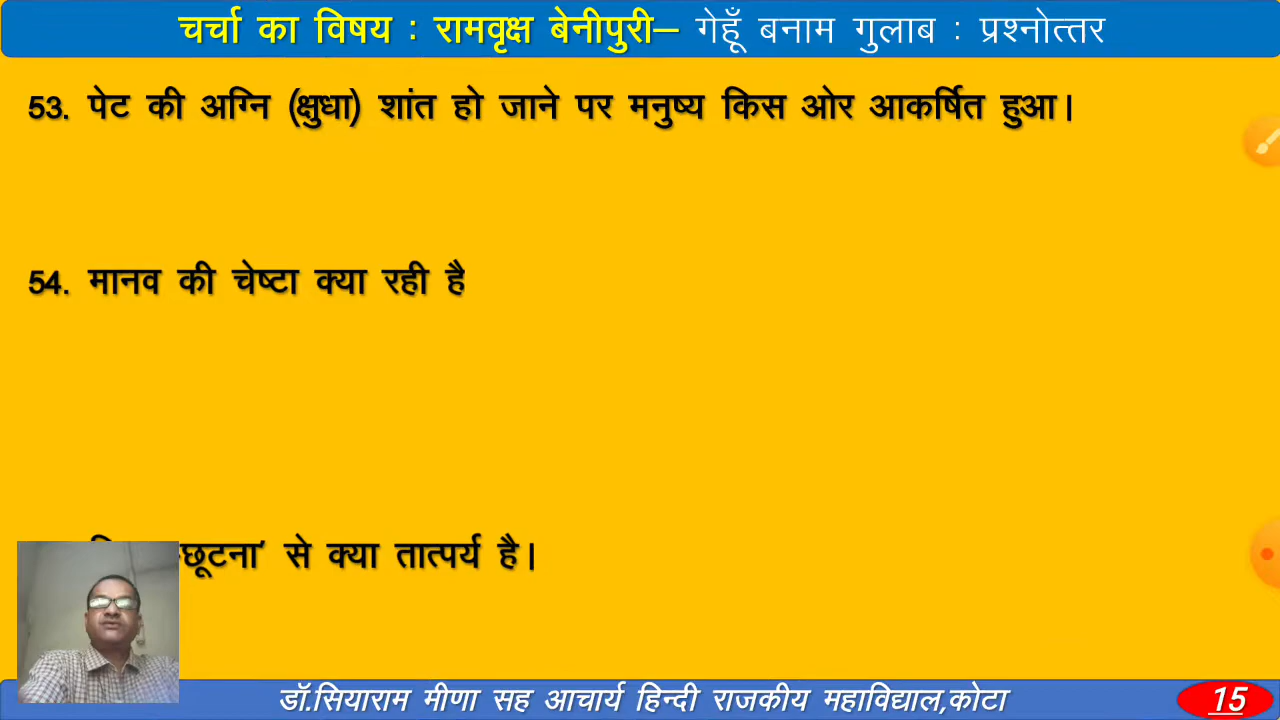 चर्चा का विषय : रामवृक्ष बेनीपुरी– गेहूँ बनाम गुलाब : प्रश्नोत्तर
53. पेट की अग्नि (क्षुधा) शांत हो जाने पर मनुष्य किस ओर आकर्षित हुआ।
54. मानव की चेष्टा क्या रही है
छूटना’ से क्या तात्पर्य है।
डॉ.सियाराम मीणा सह आचार्य हिन्दी राजकीय महाविद्याल,कोटा
15